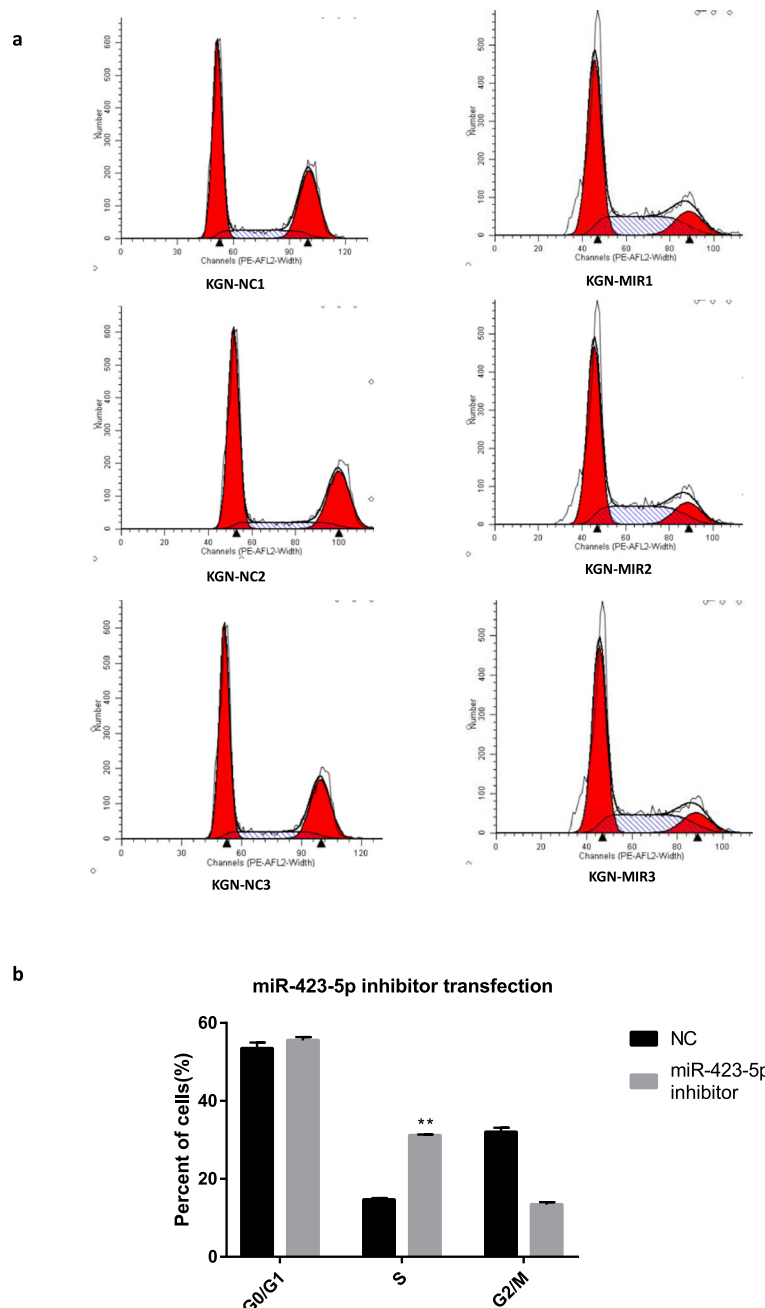 a
600
500
400
300
200
100
0
Number
0 30 60 90 120
Channels (PE-AFL2-Width)
KGN-NC1
500
400
300
200
100
0
Number
0 20 40 60 80 100
Channels (PE-AFL2-Width)
KGN-MIR1
600
500
400
300
200
100
0
Number
0 20 40 60 80 100
Channels (PE-AFL2-Width)
KGN-NC2
500
400
300
200
100
0
Number
0 20 40 60 80 100
Channels (PE-AFL2-Width)
KGN-MIR2
600
500
400
300
200
100
0
Number
0 30 60 90 120
Channels (PE-AFL2-Width)
KGN-NC3
500
400
300
200
100
0
Number
0 20 40 60 80 100
Channels (PE-AFL2-Width)
KGN-MIR3
b
miR-423-5p inhibitor transfection
60
40
20
0
Percent of cells(%)
**
G0/G1
S
G2/M
NC
miR-423-5p
inhibitor